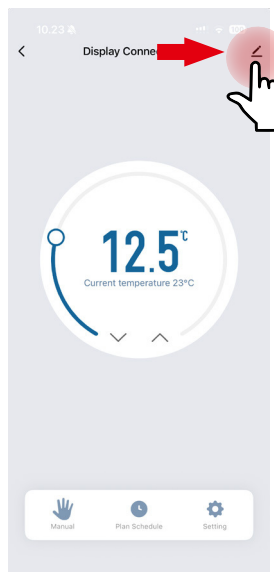 10.23
Display Conne
12.5°C
Current temperature 23°C
Manual
Plan Schedule
Setting